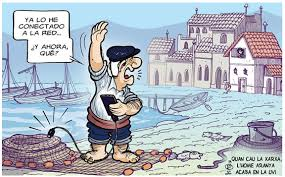 YA LO HE
CONECTADO
A LA RED...
¿Y AHORA,
QUÉ?
QUAN CAU LA XARXA,
L'HOME ARANYA
ACABA EN LA UVI